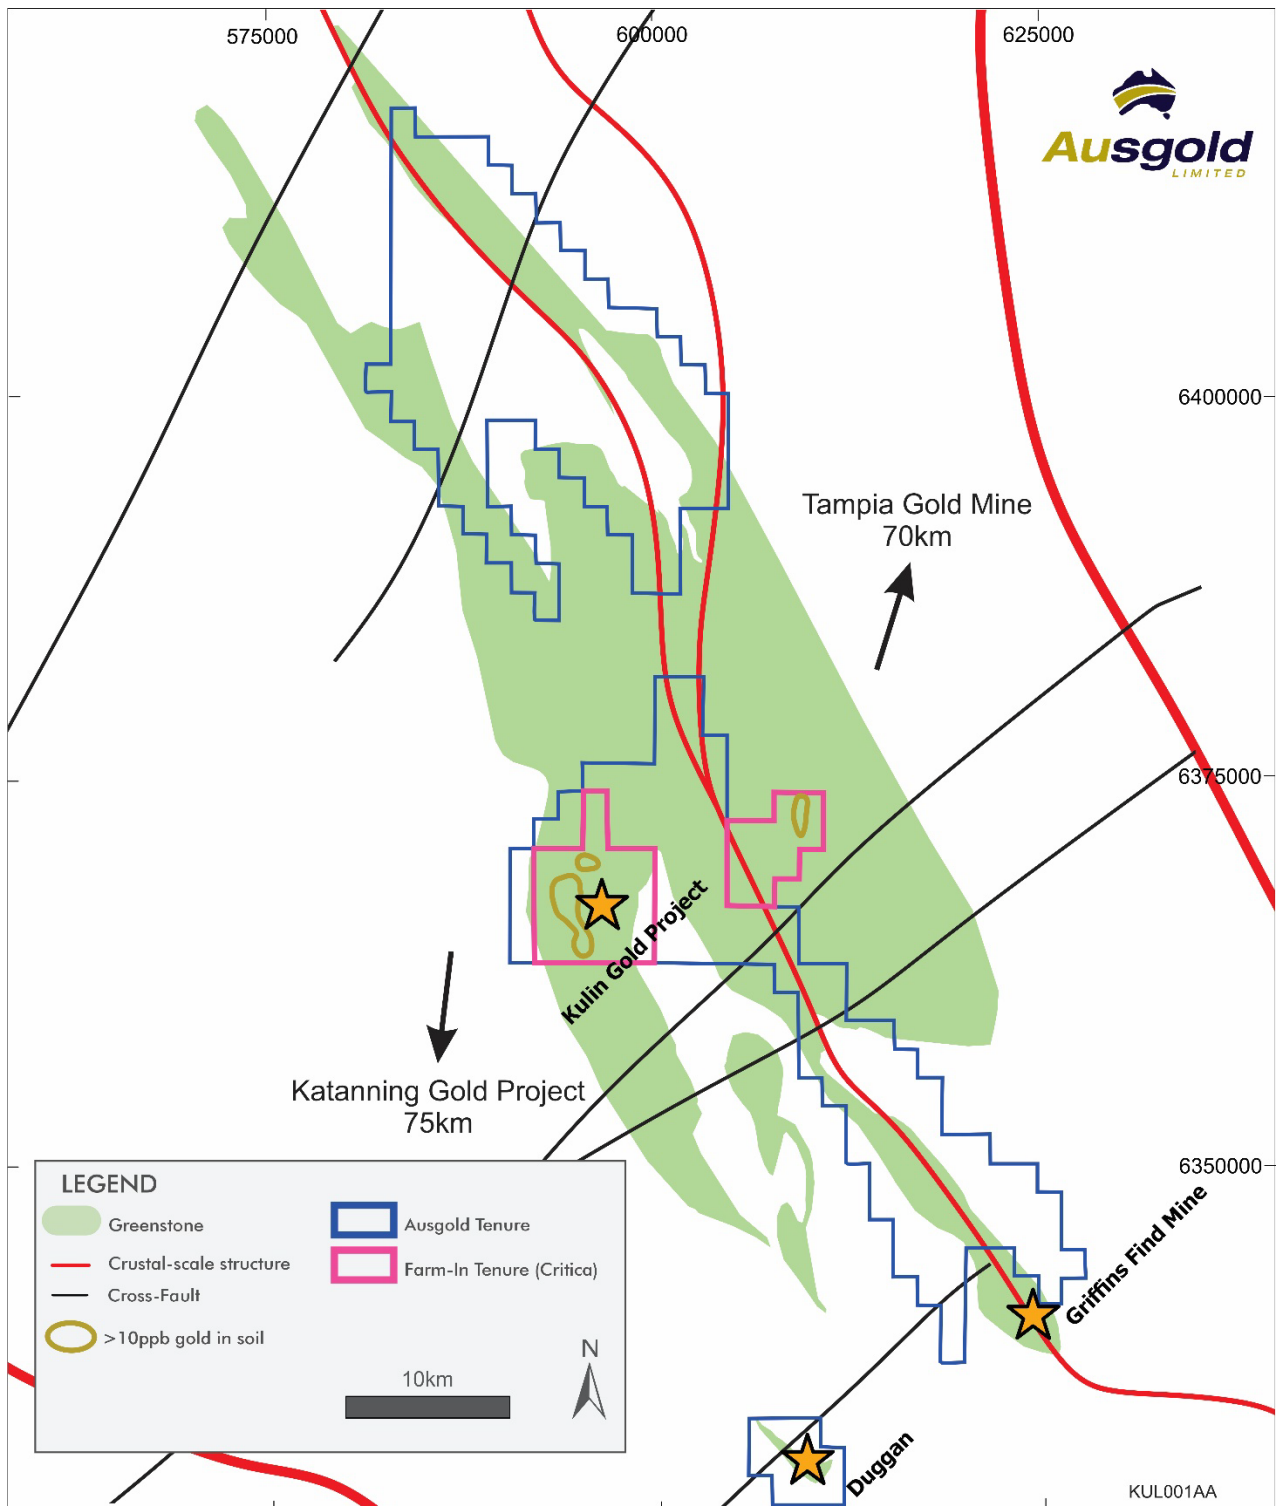 575000
600000
625000
Ausgold
LIMITED
6400000
Tampia Gold Mine
70km
6375000
Kulin Gold Project
Katanning Gold Project
75km
6350000
Griffins Find Mine
LEGEND
Greenstone
Crustal-scale structure
Cross-Fault
>10ppb gold in soil
Ausgold Tenure
Farm-In Tenure (Critica)
N
10km
Duggan
KUL001AA